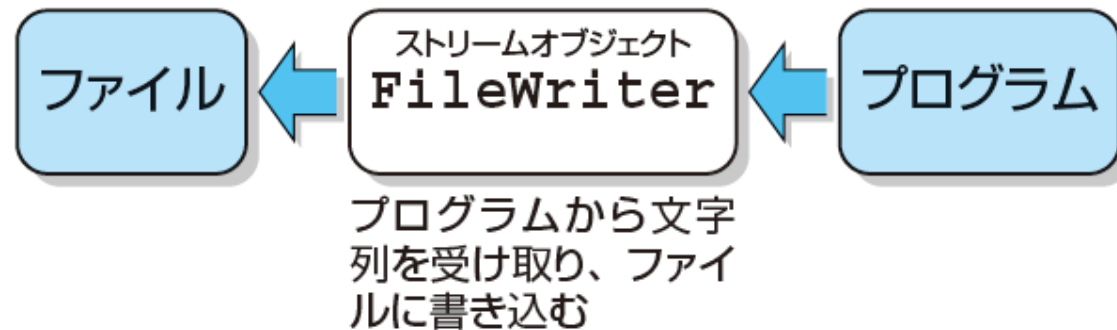 ファイル
ストリームオブジェクト
FileWriter
プログラム
プログラムから文字
列を受け取り、ファイ
ルに書き込む